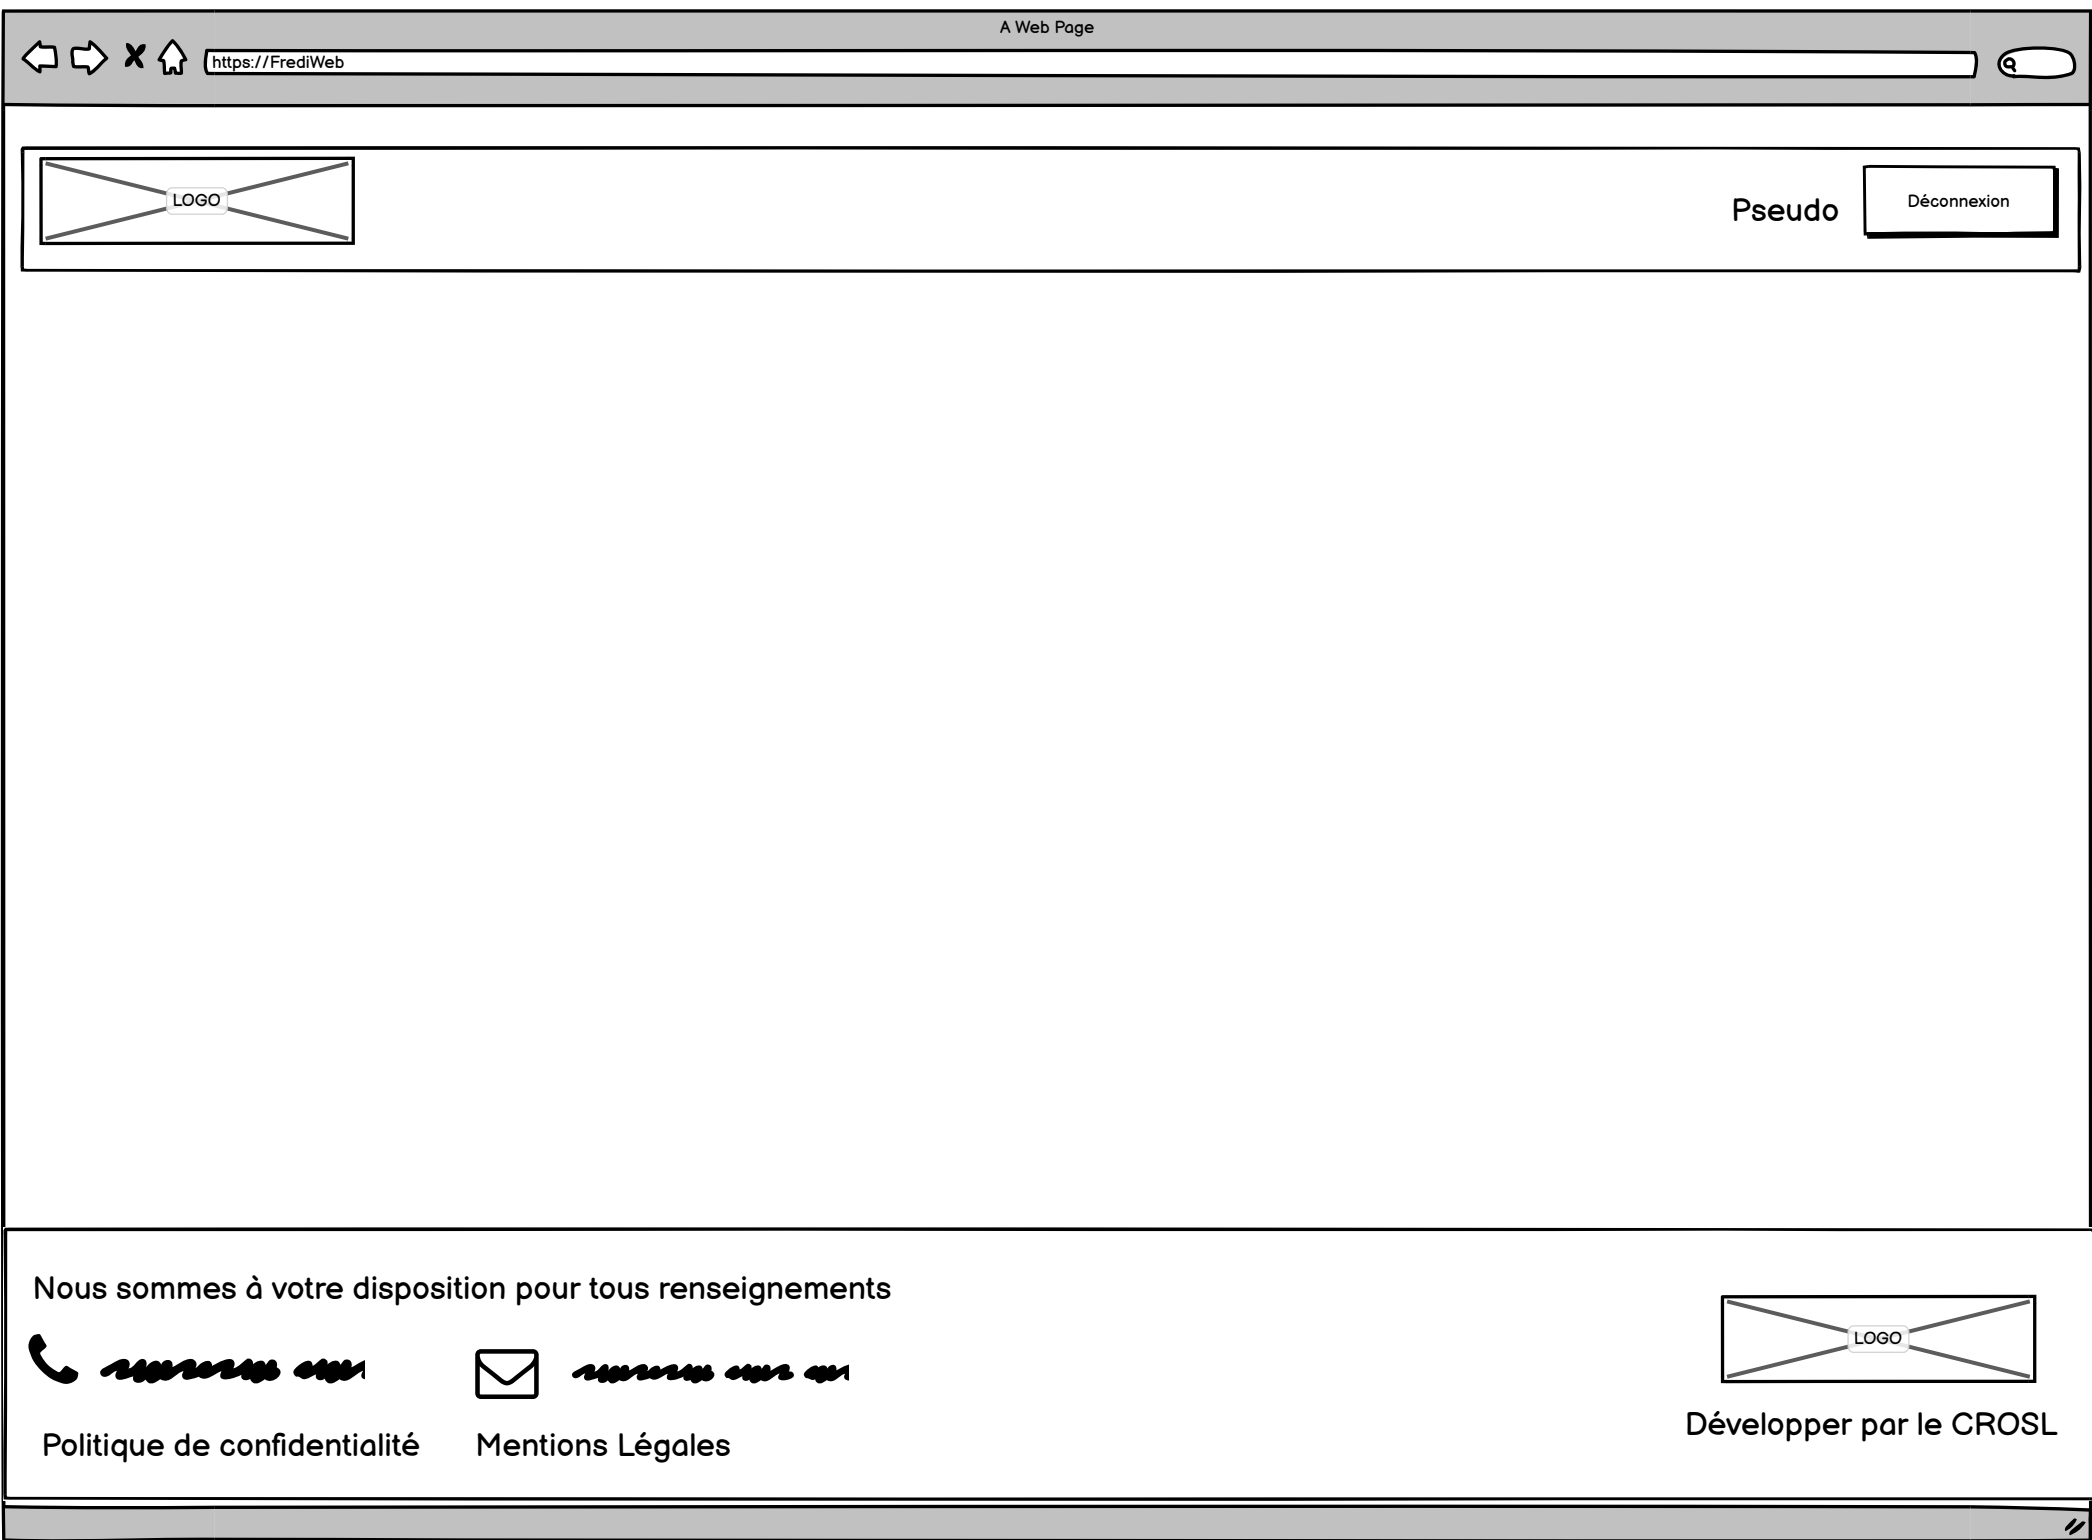 A Web Page
https://FrediWeb
LOGO
Pseudo
Déconnexion
Nous sommes à votre disposition pour tous renseignements
LOGO
Développer par le CROSL
Politique de confidentialité
Mentions Légales